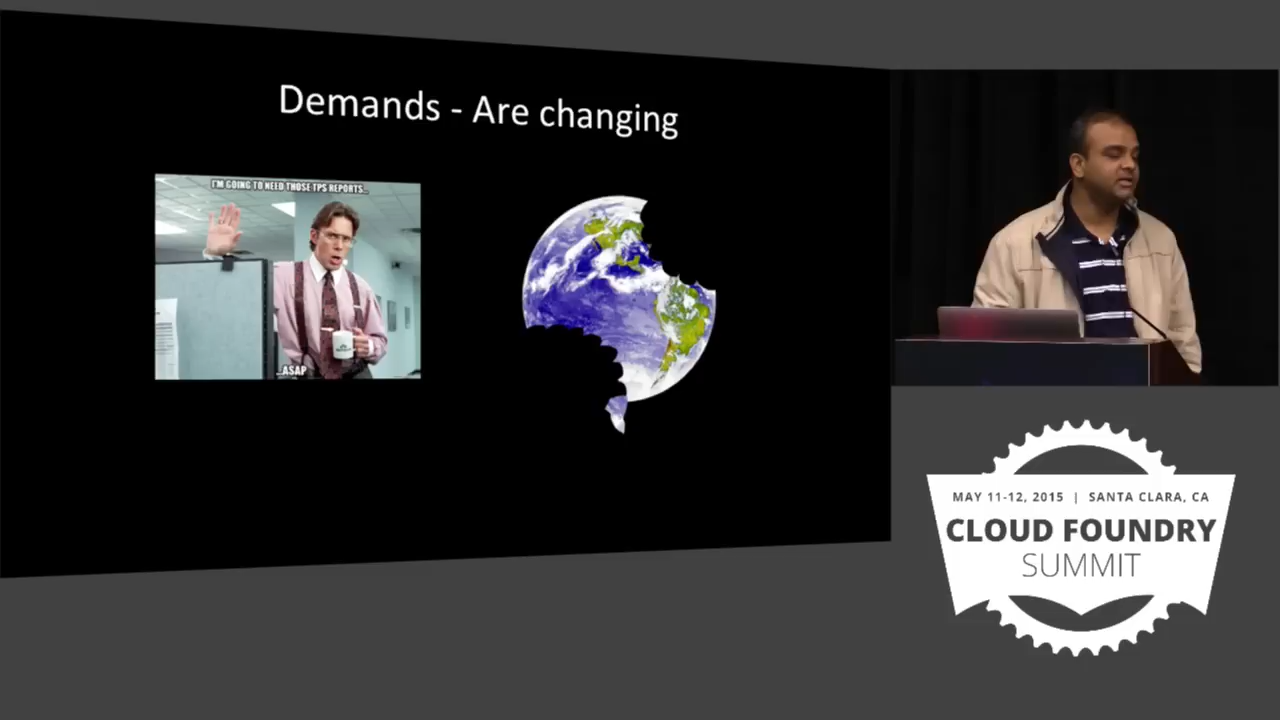 Demands - Are changing
I'M GOING TO NEED THOSE TPS REPORTS...
...ASAP
MAY 11-12, 2015 | SANTA CLARA, CA
CLOUD FOUNDRY
SUMMIT